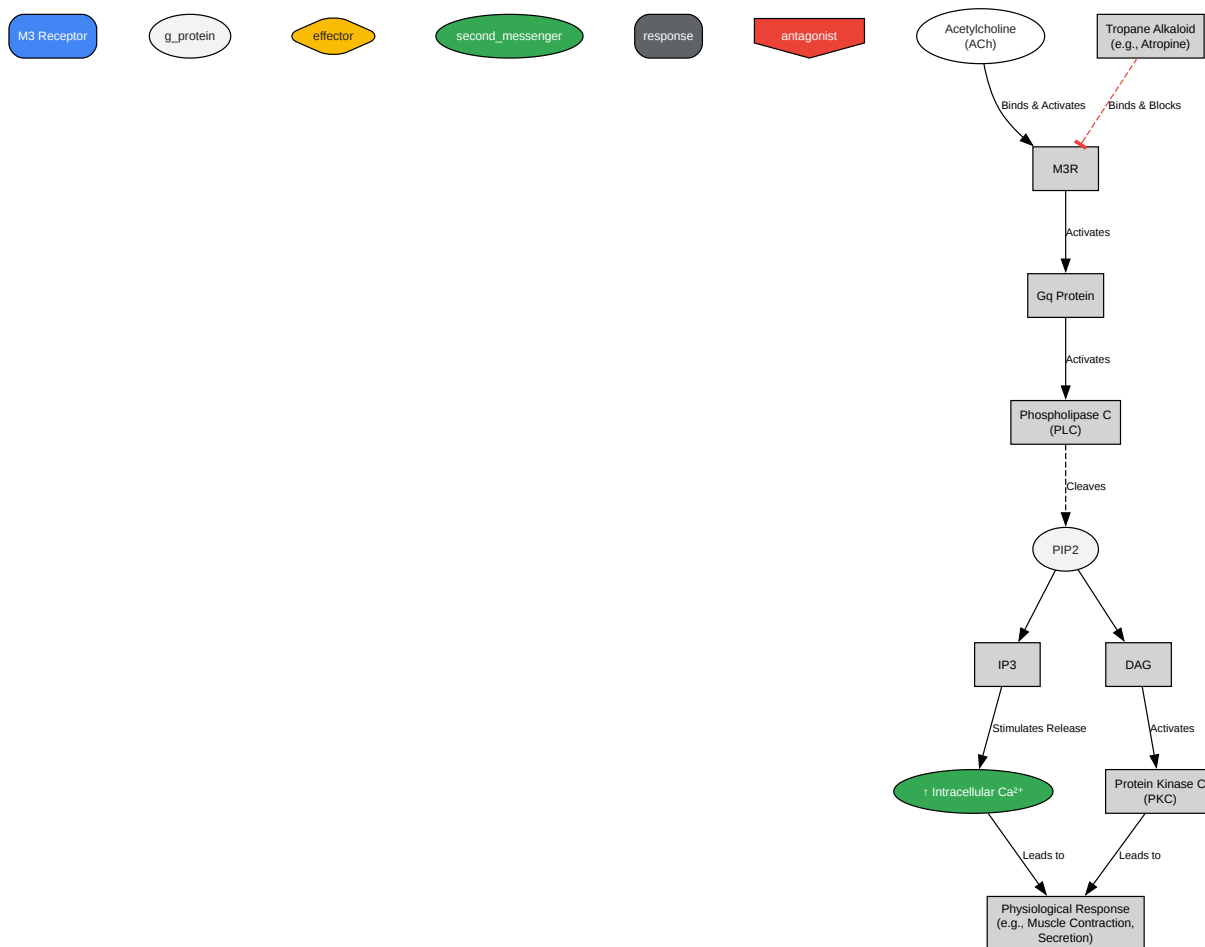 M3 Receptor
g_protein
effector
second_messenger
response
antagonist
Acetylcholine
(ACh)
Tropane Alkaloid
(e.g., Atropine)
Binds & Activates
Binds & Blocks
M3R
Activates
Gq Protein
Activates
Phospholipase C
(PLC)
Cleaves
PIP2
IP3
DAG
Stimulates Release
Activates
↑ Intracellular Ca²⁺
Protein Kinase C
(PKC)
Leads to
Leads to
Physiological Response
(e.g., Muscle Contraction,
Secretion)